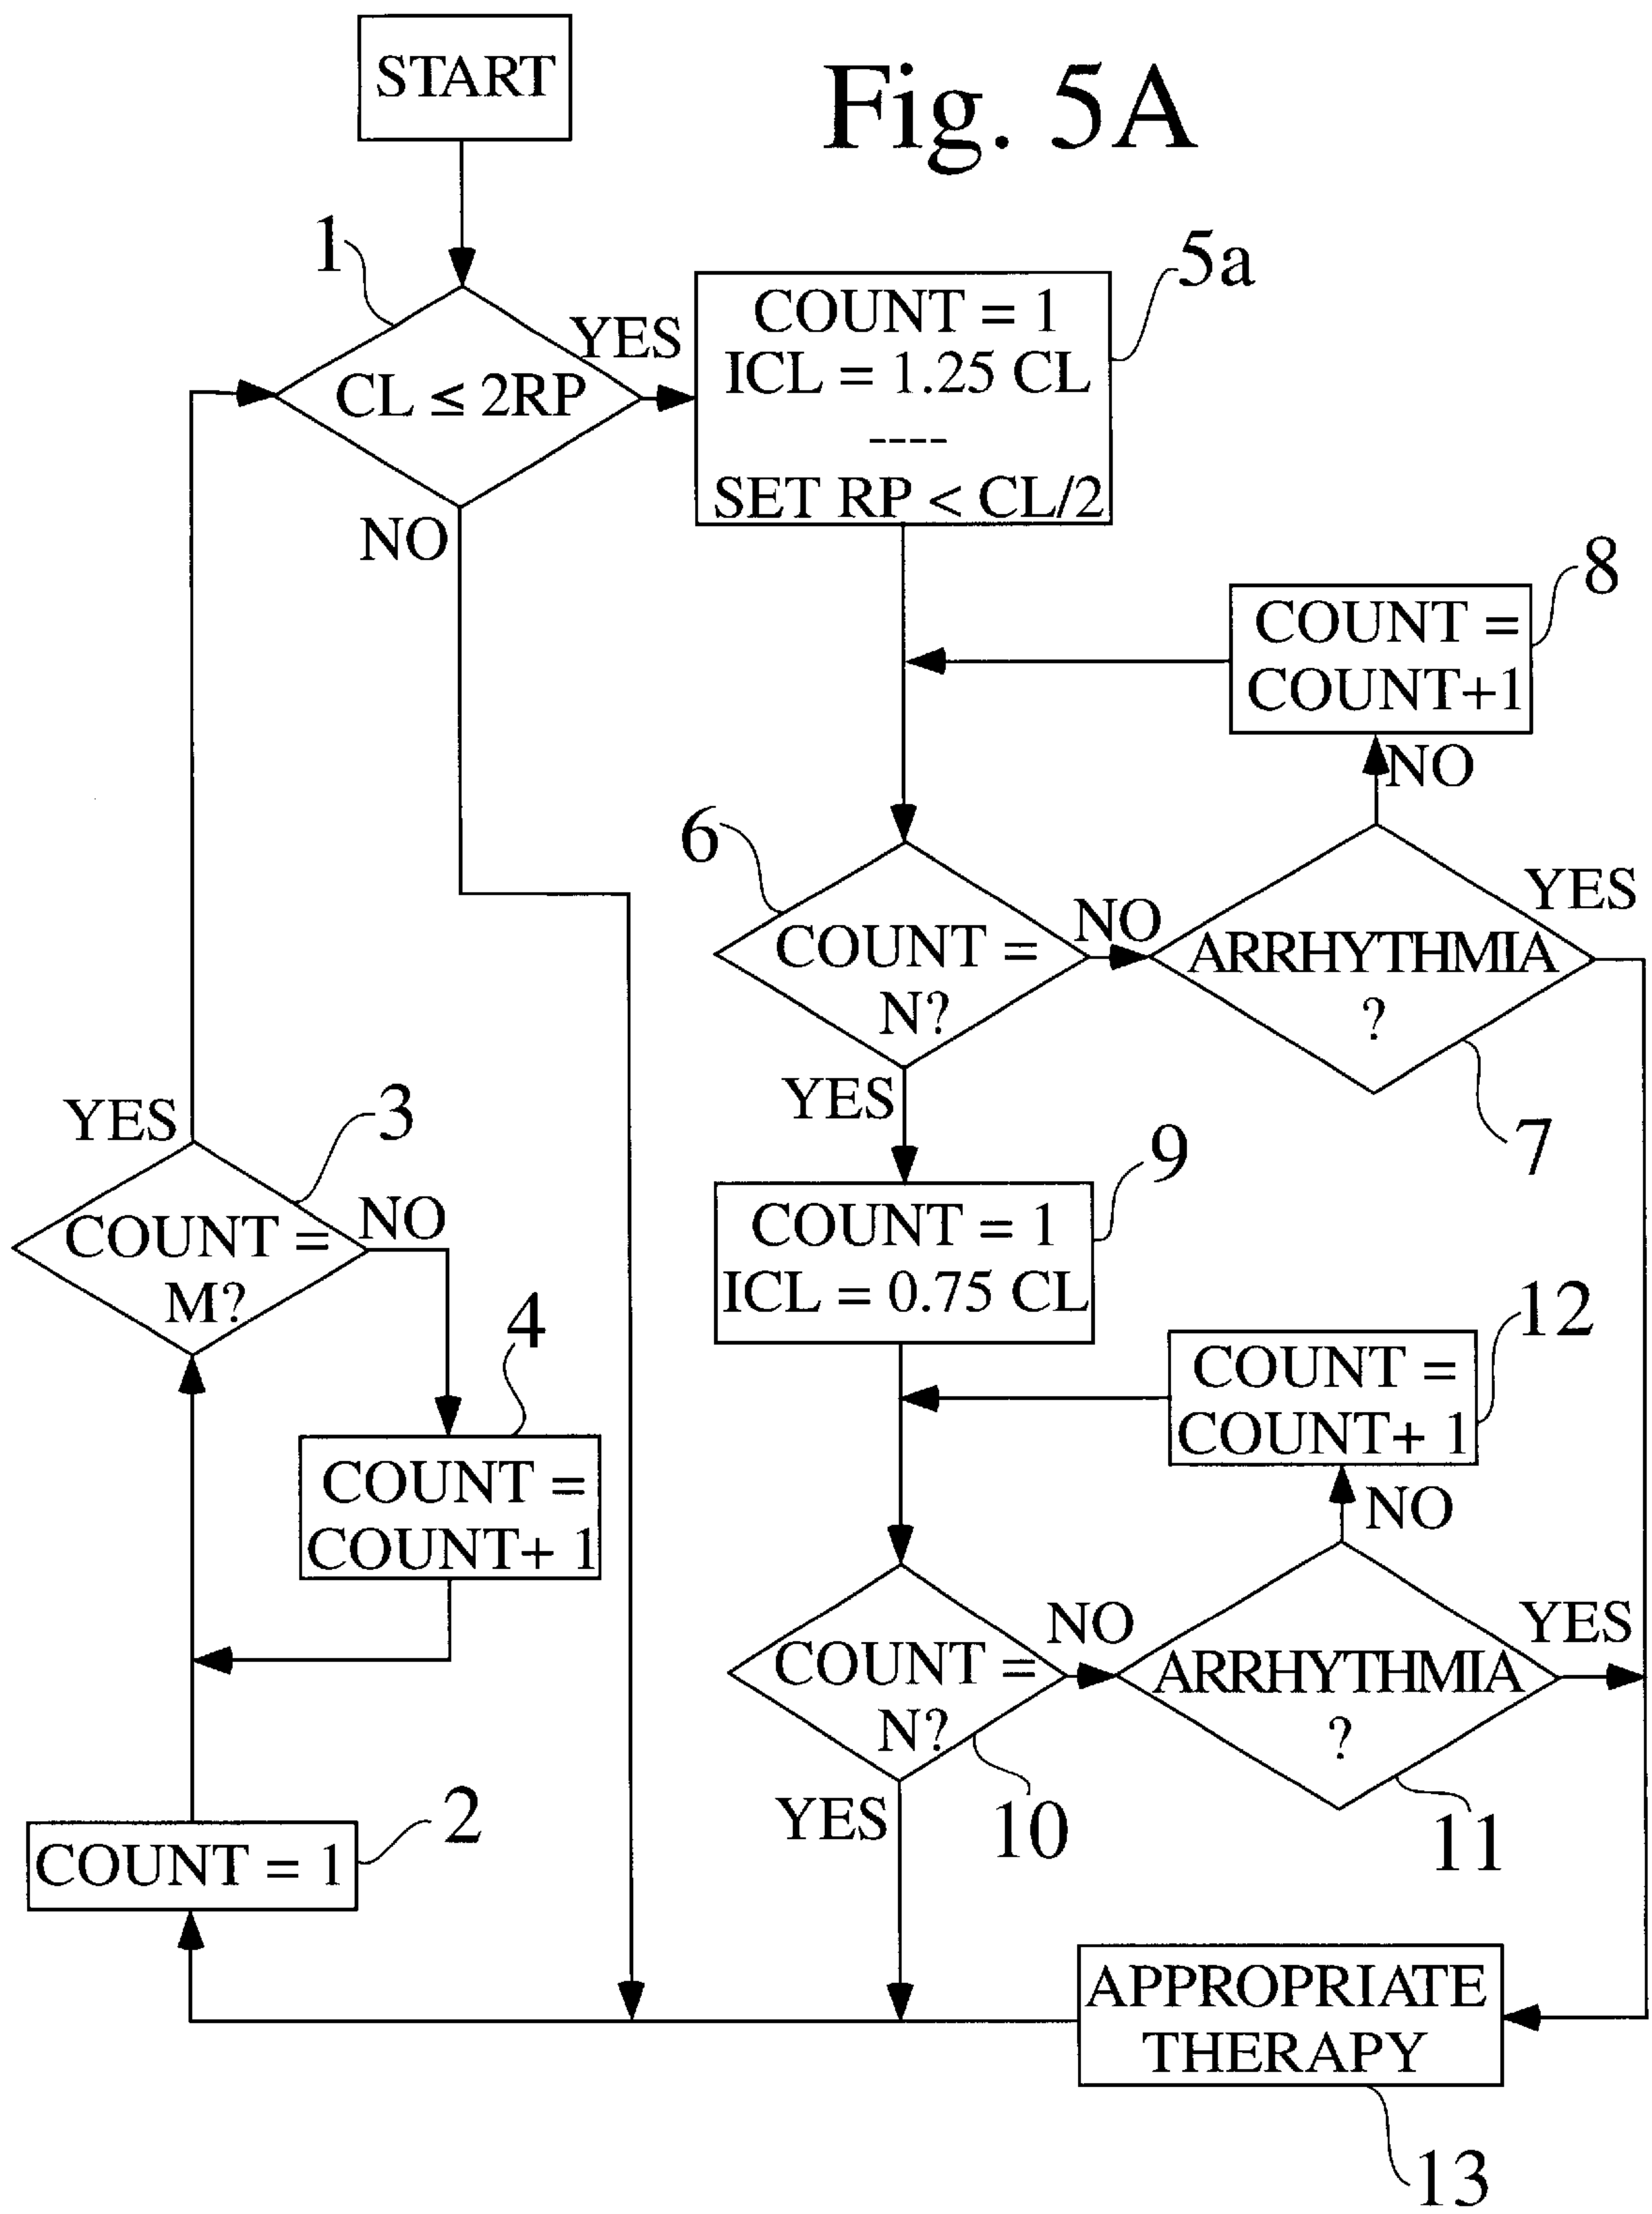 START
Fig. 5A
1
CL ≤ 2RP
YES
NO
5a
COUNT = 1
ICL = 1.25 CL
----
SET RP < CL/2
8
COUNT =
COUNT+1
NO
6
COUNT =
N?
NO
YES
ARRHYTHMIA
?
YES
7
3
YES
COUNT =
M?
NO
9
COUNT = 1
ICL = 0.75 CL
4
COUNT =
COUNT+ 1
12
COUNT =
COUNT+ 1
NO
COUNT =
N?
NO
YES
10
ARRHYTHMIA
?
YES
11
2
COUNT = 1
APPROPRIATE
THERAPY
13